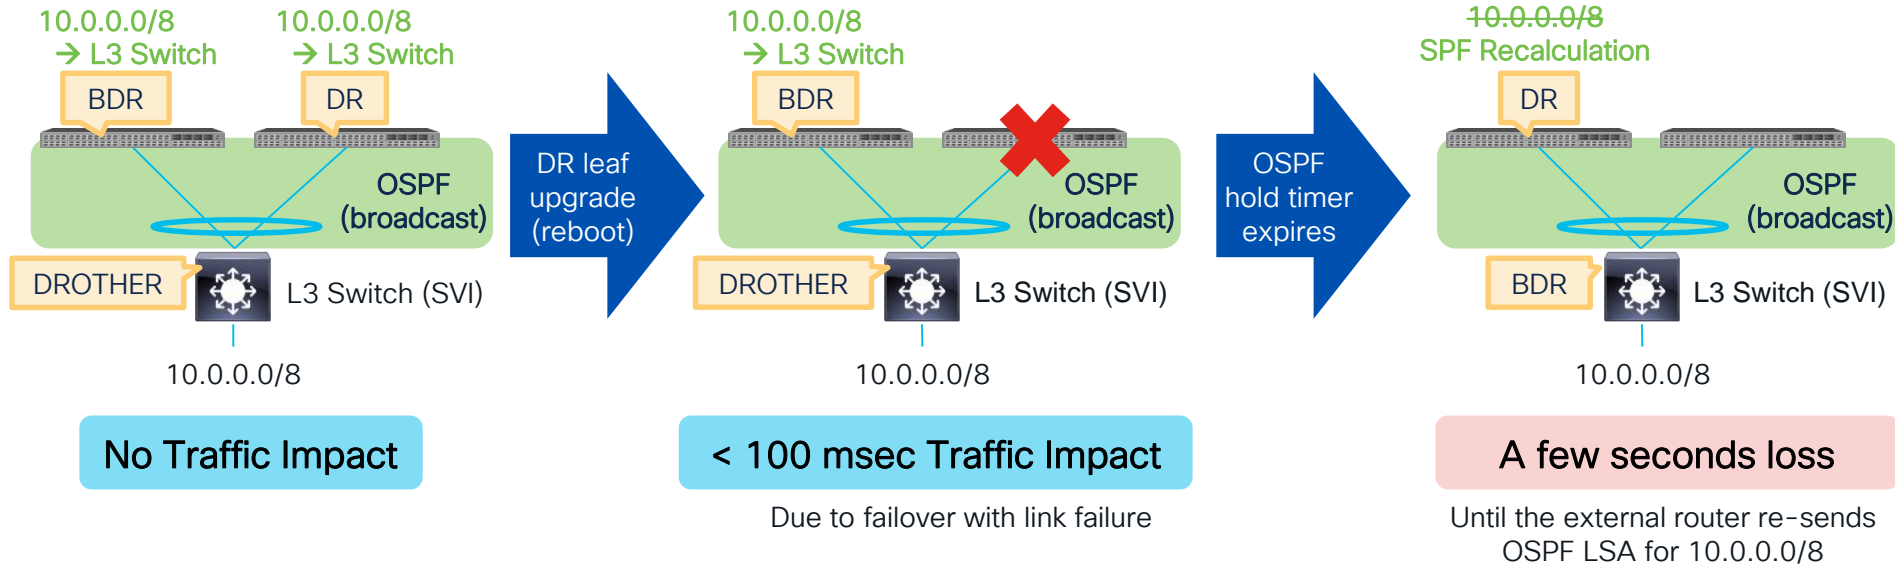 10.0.0.0/8
→ L3 Switch
10.0.0.0/8
→ L3 Switch
BDR
DR
OSPF
(broadcast)
DROTHER
L3 Switch (SVI)
10.0.0.0/8
No Traffic Impact
DR leaf
upgrade
(reboot)
10.0.0.0/8
→ L3 Switch
BDR
OSPF
(broadcast)
DROTHER
L3 Switch (SVI)
10.0.0.0/8
< 100 msec Traffic Impact
Due to failover with link failure
OSPF
hold timer
expires
10.0.0.0/8
SPF Recalculation
DR
OSPF
(broadcast)
BDR
L3 Switch (SVI)
10.0.0.0/8
A few seconds loss
Until the external router re-sends
OSPF LSA for 10.0.0.0/8